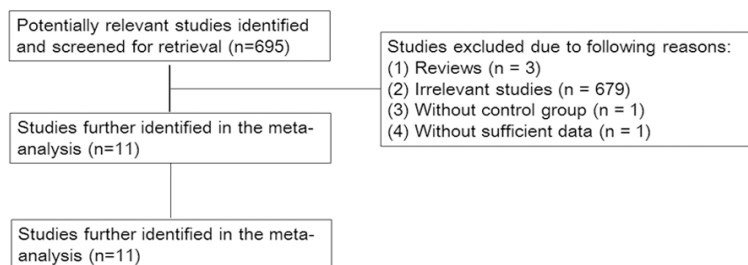 Potentially relevant studies identified
and screened for retrieval (n=695)
Studies excluded due to following reasons:
(1) Reviews (n = 3)
(2) Irrelevant studies (n = 679)
(3) Without control group (n = 1)
(4) Without sufficient data (n = 1)
Studies further identified in the meta-
analysis (n=11)
Studies further identified in the meta-
analysis (n=11)